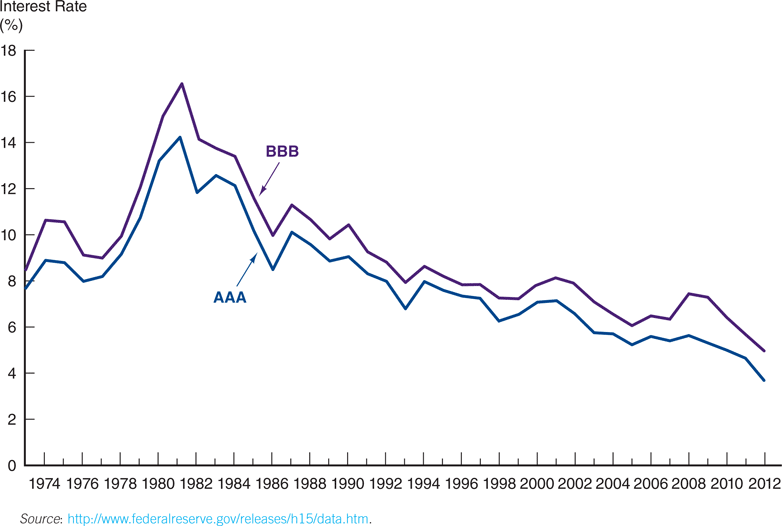 Interest Rate
(%)
18
16
14
12
10
8
6
4
2
0
BBB
AAA
1974 1976 1978 1980 1982 1984 1986 1988 1990 1992 1994 1996 1998 2000 2002 2004 2006 2008 2010 2012
Source: http://www.federalreserve.gov/releases/h15/data.htm.